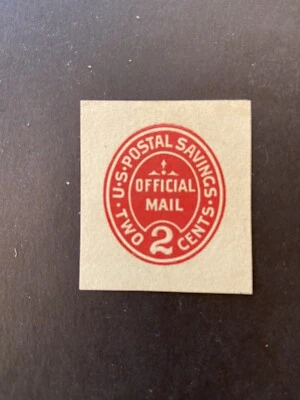 U·S·POSTAL SAVINGS
OFFICIAL
MAIL
TWO 2 CENTS